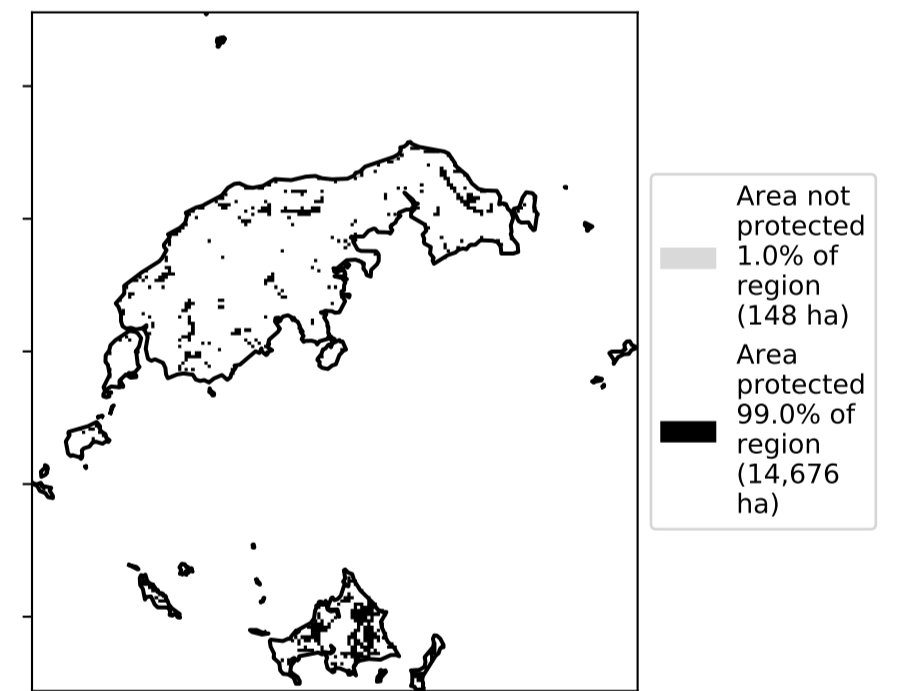 Area not
protected
1.0% of
region
(148 ha)
Area
protected
99.0% of
region
(14,676
ha)